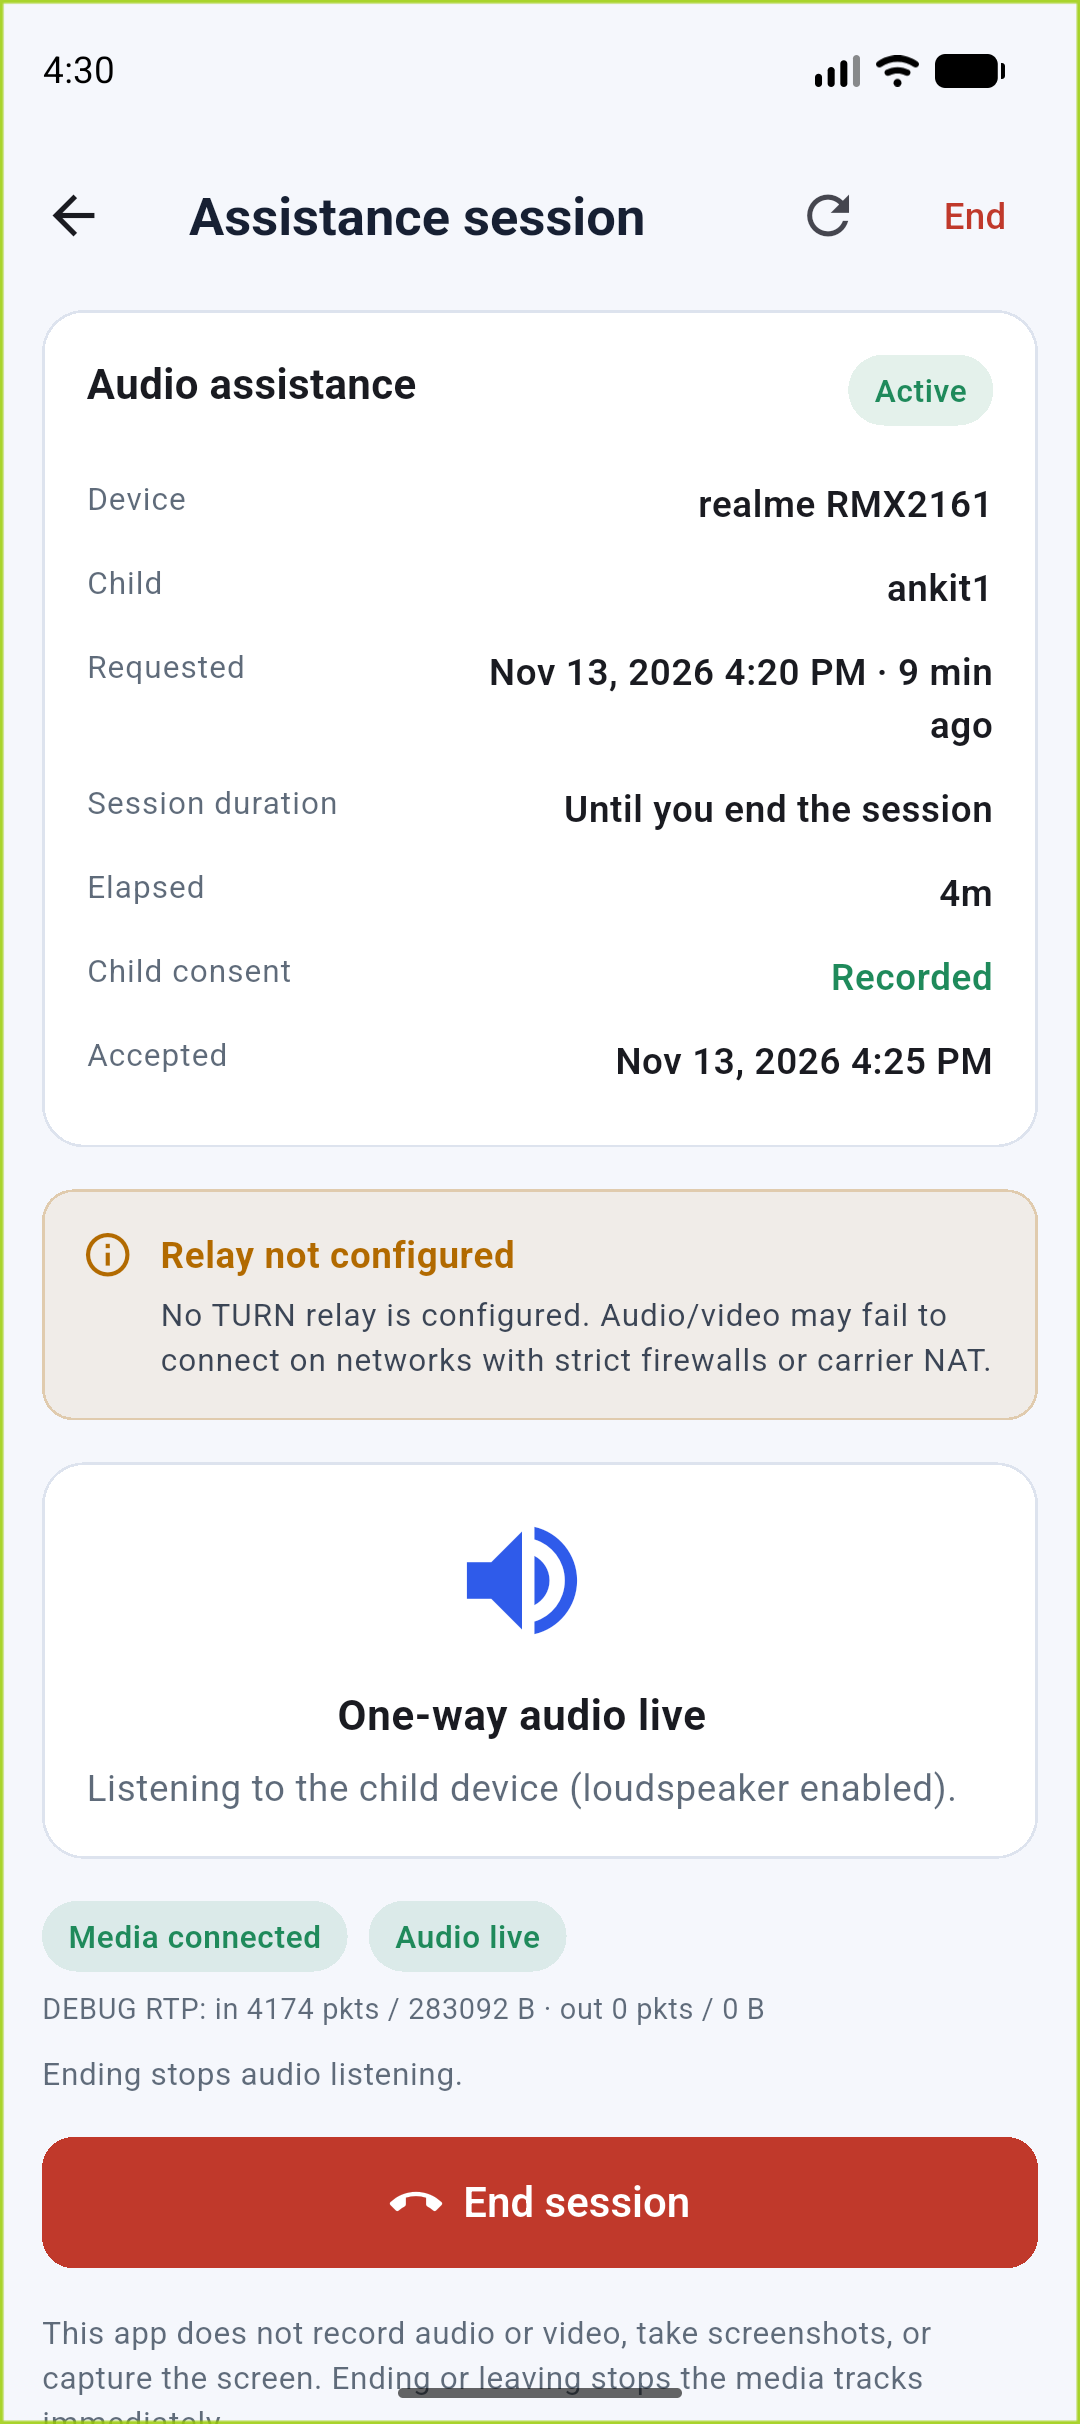 4:30
Assistance session
End
Audio assistance
Active
Device
realme RMX2161
Child
ankit1
Requested
Nov 13, 2026 4:20 PM · 9 min
ago
Session duration
Until you end the session
Elapsed
4m
Child consent
Recorded
Accepted
Nov 13, 2026 4:25 PM
Relay not configured
No TURN relay is configured. Audio/video may fail to
connect on networks with strict firewalls or carrier NAT.
One-way audio live
Listening to the child device (loudspeaker enabled).
Media connected
Audio live
DEBUG RTP: in 4174 pkts / 283092 B · out 0 pkts / 0 B
Ending stops audio listening.
End session
This app does not record audio or video, take screenshots, or
capture the screen. Ending or leaving stops the media tracks
immediately.